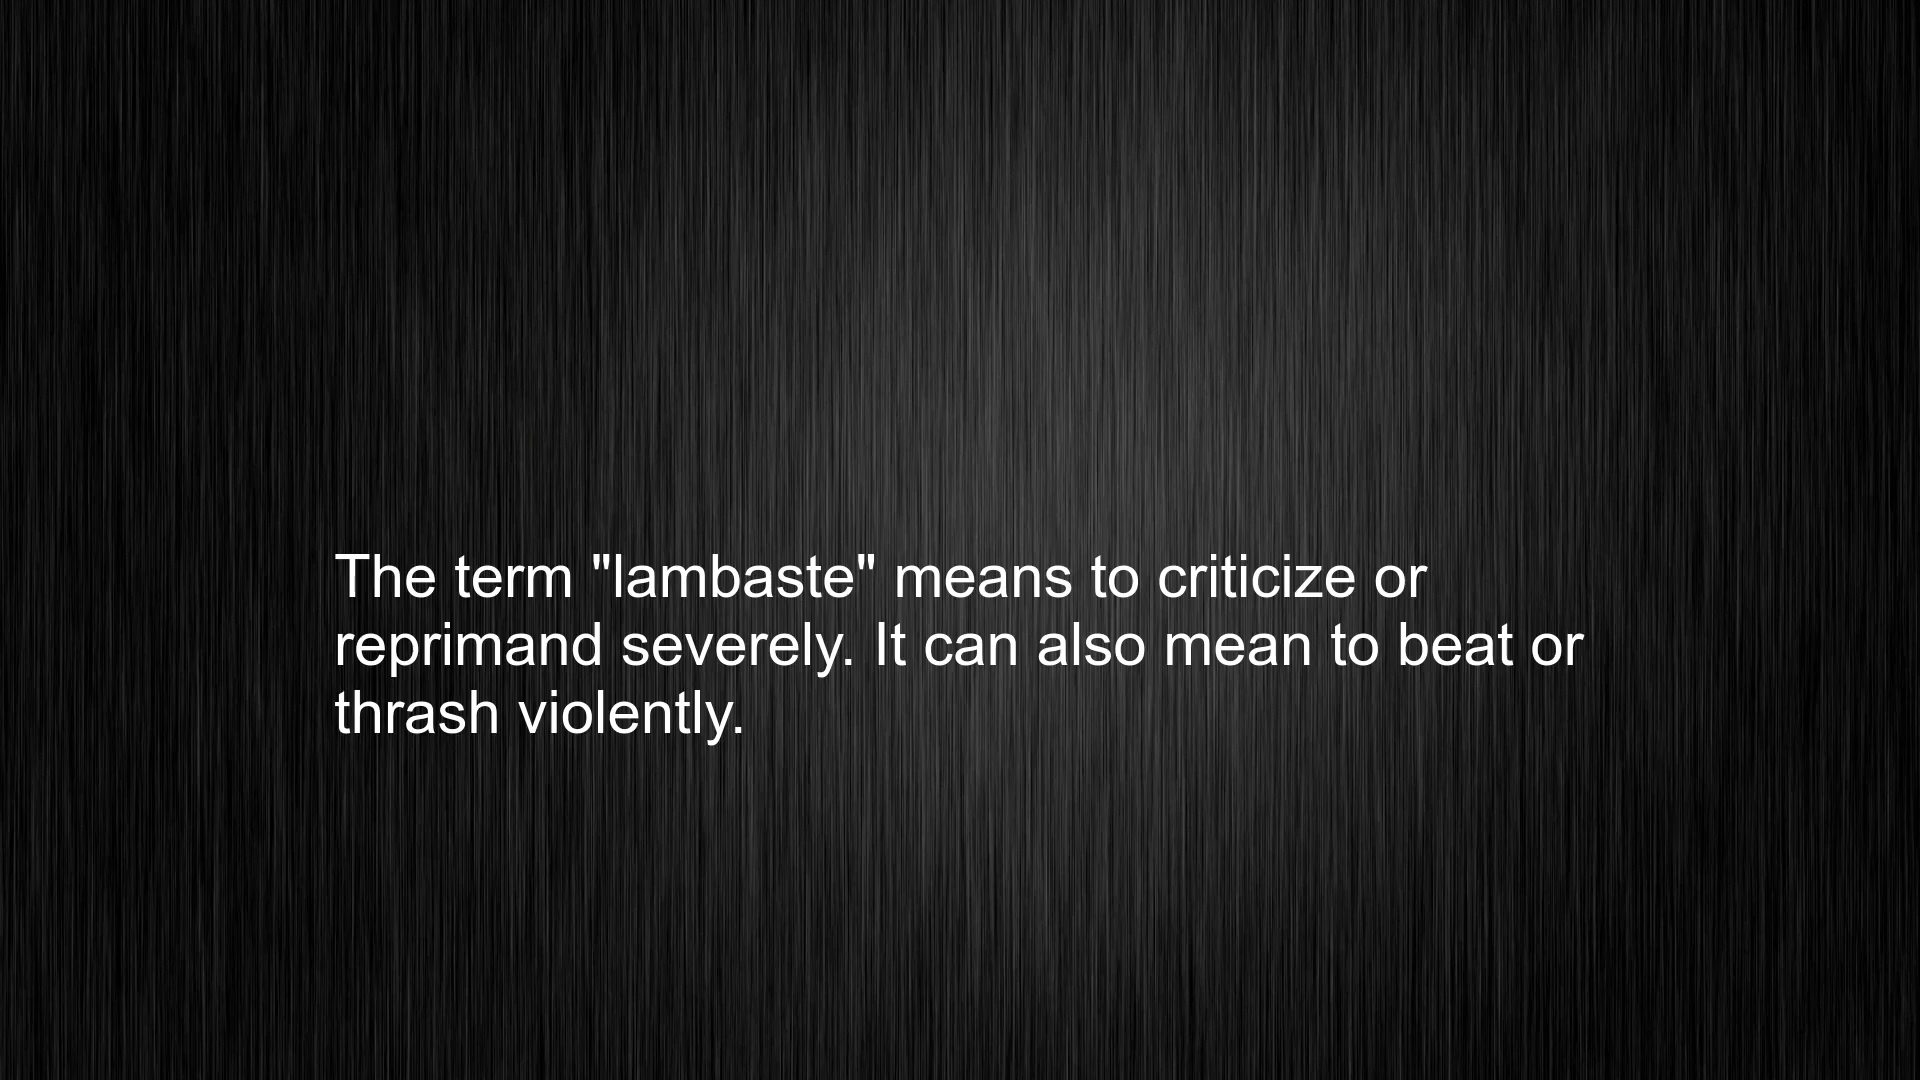 The term "lambaste" means to criticize or
reprimand severely. It can also mean to beat or
thrash violently.